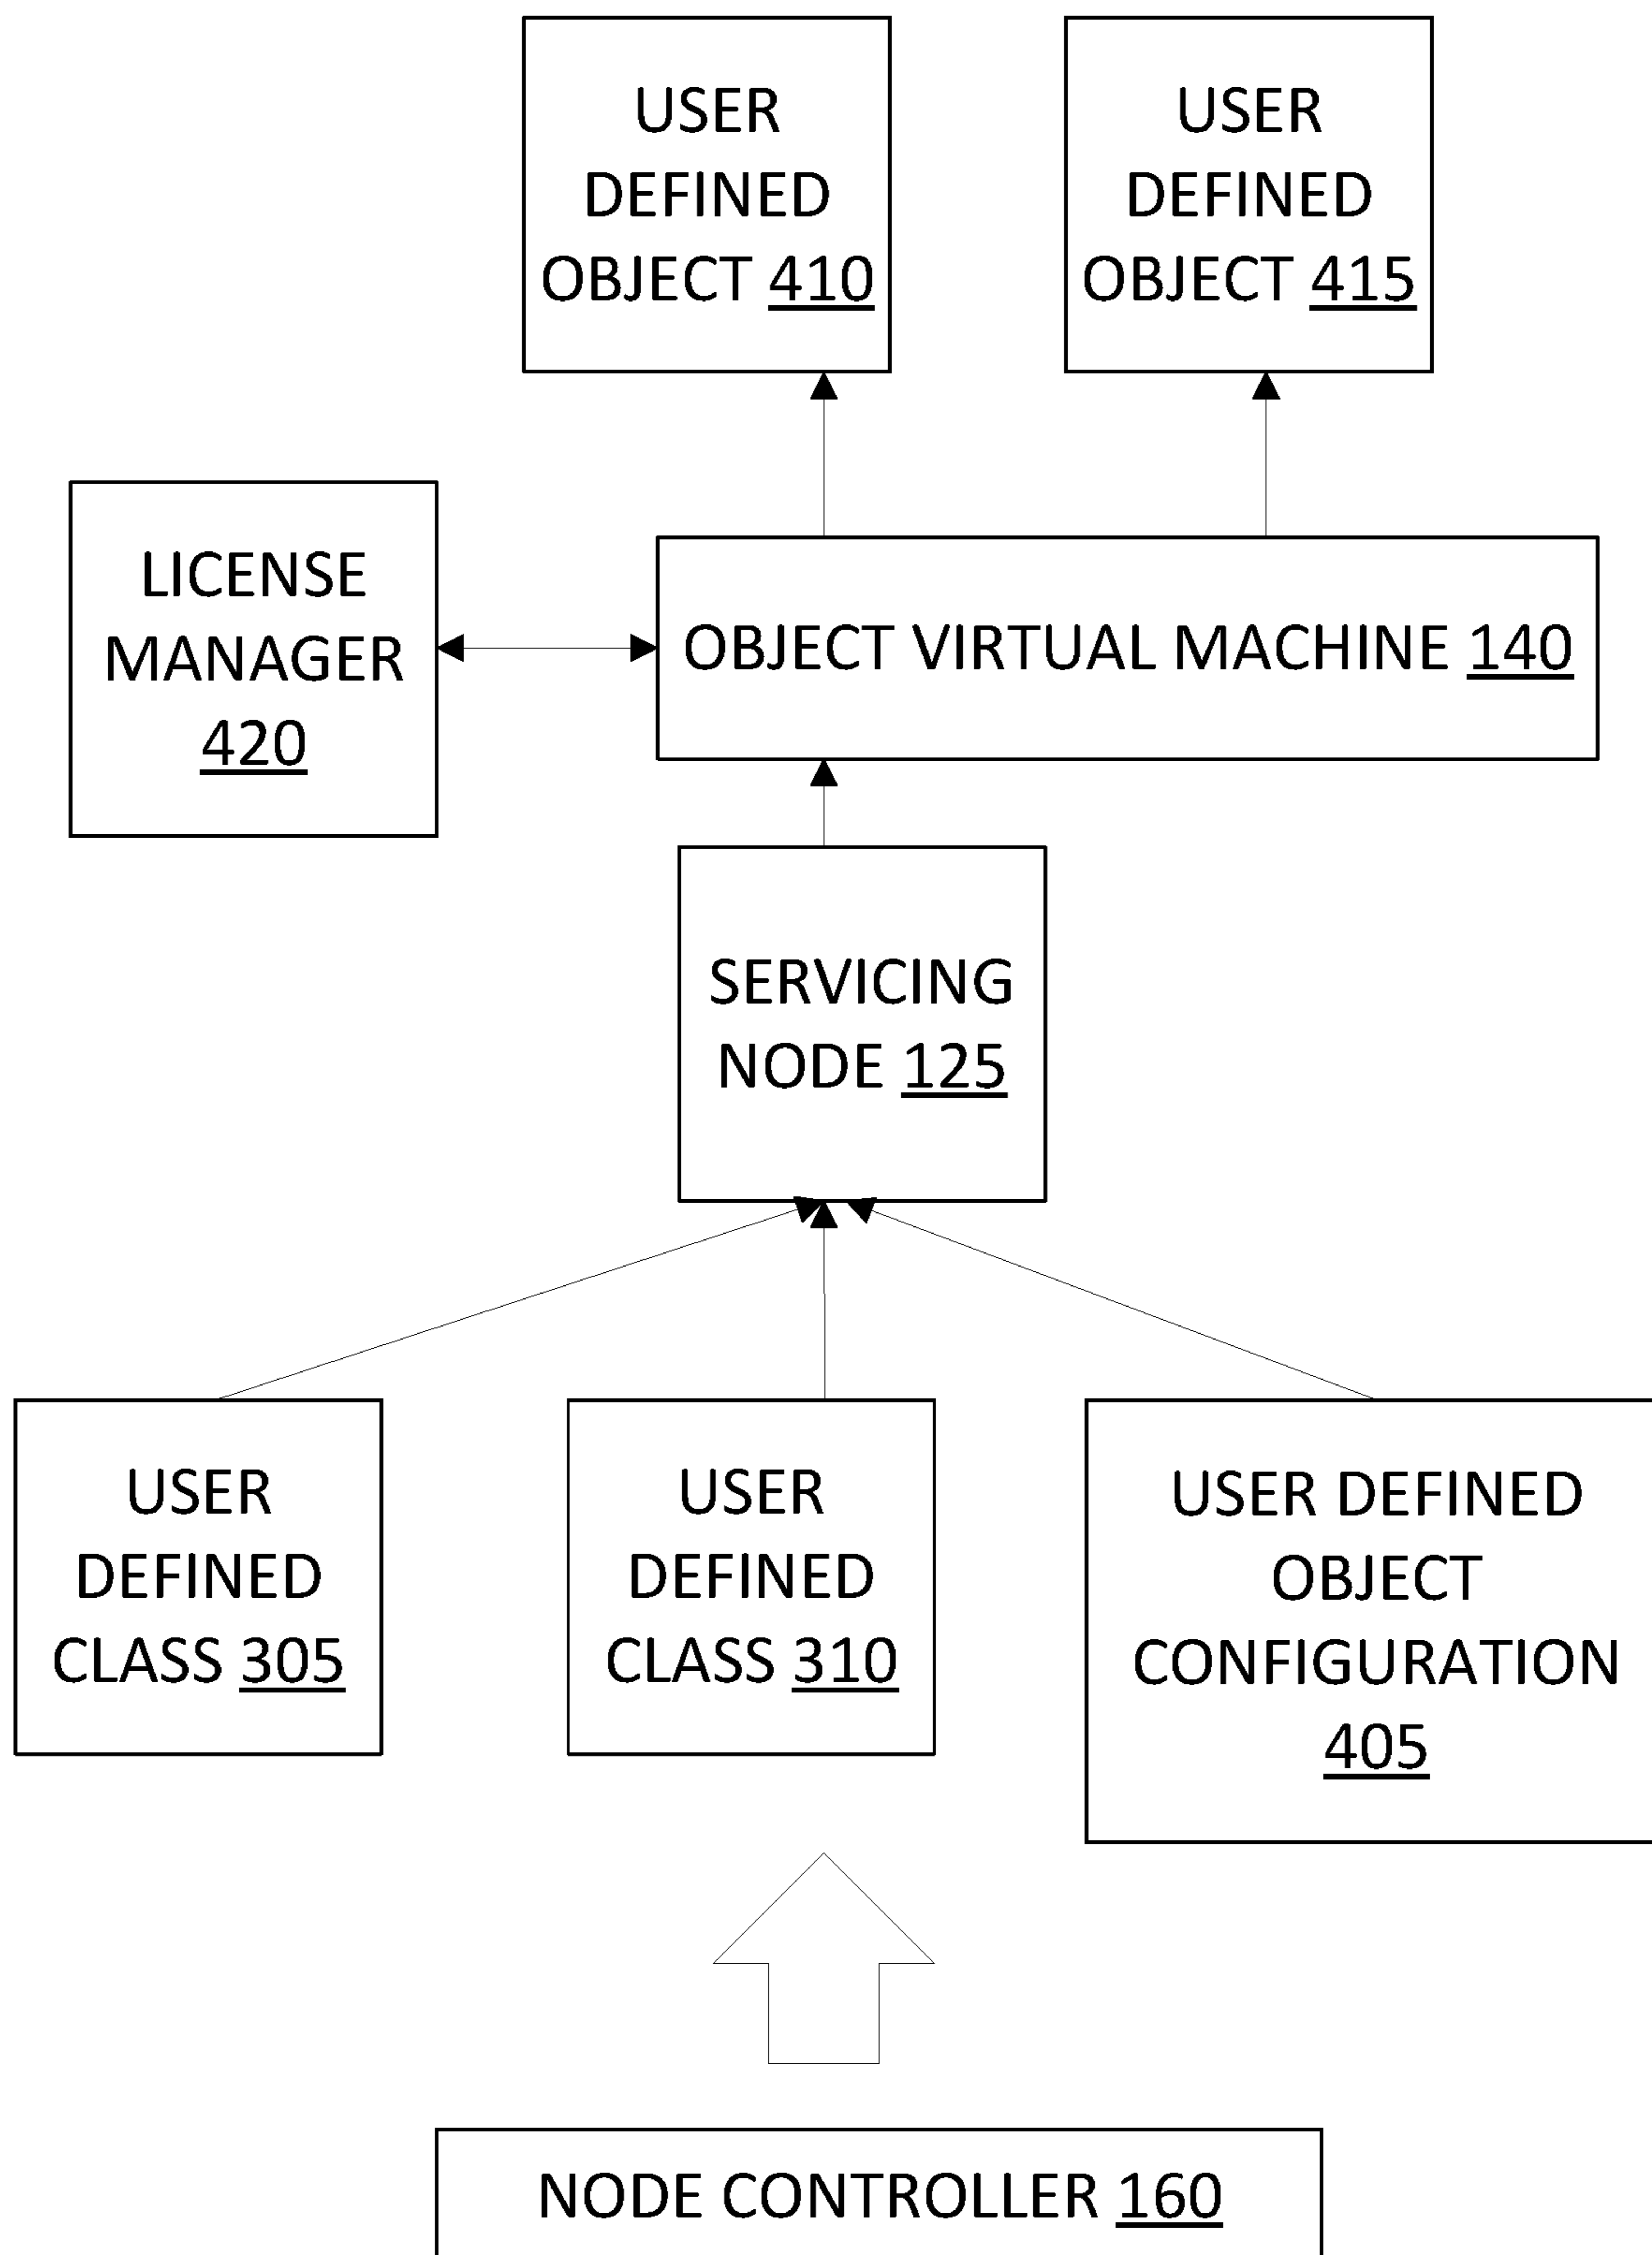 USER
DEFINED
OBJECT 410
USER
DEFINED
OBJECT 415
LICENSE
MANAGER
420
OBJECT VIRTUAL MACHINE 140
SERVICING
NODE 125
USER
DEFINED
CLASS 305
USER
DEFINED
CLASS 310
USER DEFINED
OBJECT
CONFIGURATION
405
NODE CONTROLLER 160